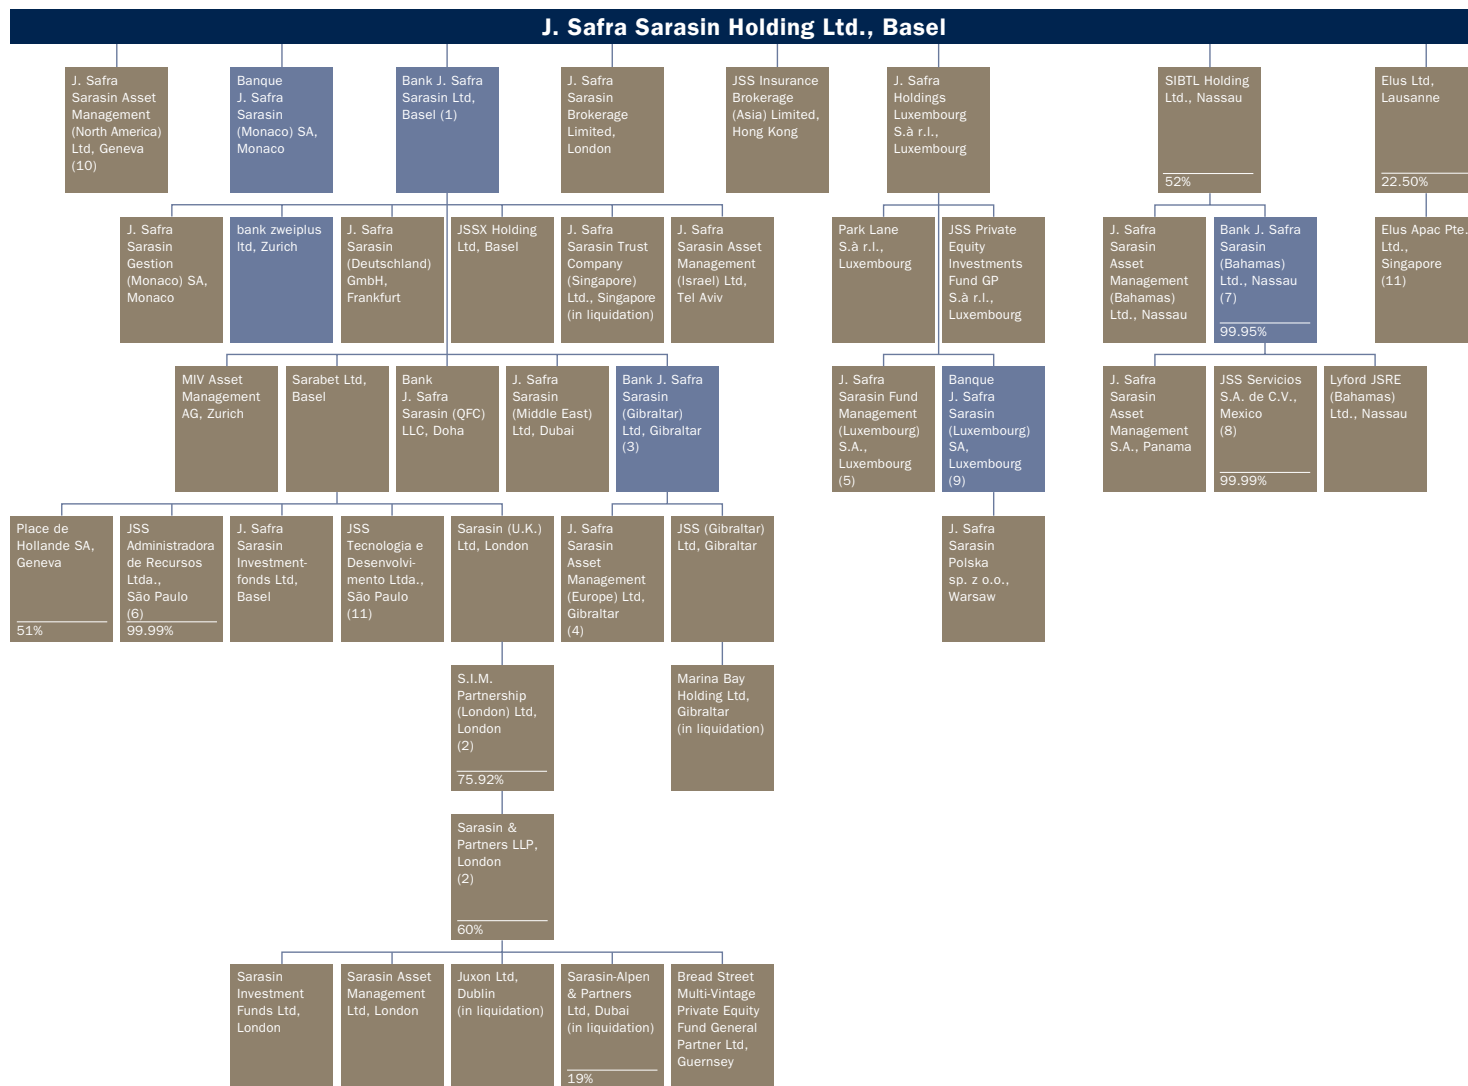 J. Safra Sarasin Holding Ltd., Basel
J. Safra
Sarasin Asset
Management
(North America)
Ltd, Geneva
(10)
Banque
J. Safra
Sarasin
(Monaco) SA,
Monaco
Bank J. Safra
Sarasin Ltd,
Basel (1)
J. Safra
Sarasin
Brokerage
Limited,
London
JSS Insurance
Brokerage
(Asia) Limited,
Hong Kong
J. Safra
Holdings
Luxembourg
S.à r.l.,
Luxembourg
SIBTL Holding
Ltd., Nassau
52%
Elus Ltd,
Lausanne
22.50%
J. Safra
Sarasin
Gestion
(Monaco) SA,
Monaco
bank zweiplus
ltd, Zurich
J. Safra
Sarasin
(Deutschland)
GmbH,
Frankfurt
JSSX Holding
Ltd, Basel
J. Safra
Sarasin Trust
Company
(Singapore)
Ltd., Singapore
(in liquidation)
J. Safra
Sarasin Asset
Management
(Israel) Ltd,
Tel Aviv
Park Lane
S.à r.l.,
Luxembourg
JSS Private
Equity
Investments
Fund GP
S.à r.l.,
Luxembourg
J. Safra
Sarasin
Asset
Management
(Bahamas)
Ltd., Nassau
Bank J. Safra
Sarasin
(Bahamas)
Ltd., Nassau
(7)
99.95%
Elus Apac Pte.
Ltd.,
Singapore
(11)
MIV Asset
Management
AG, Zurich
Sarabet Ltd,
Basel
Bank
J. Safra
Sarasin (QFC)
LLC, Doha
J. Safra
Sarasin
(Middle East)
Ltd, Dubai
Bank J. Safra
Sarasin
(Gibraltar)
Ltd, Gibraltar
(3)
J. Safra
Sarasin Fund
Management
(Luxembourg)
S.A.,
Luxembourg
(5)
Banque
J. Safra
Sarasin
(Luxembourg)
SA,
Luxembourg
(9)
J. Safra
Sarasin
Asset
Management
S.A., Panama
JSS Servicios
S.A. de C.V.,
Mexico
(8)
99.99%
Lyford JSRE
(Bahamas)
Ltd., Nassau
Place de
Hollande SA,
Geneva
51%
JSS
Administradora
de Recursos
Ltda.,
São Paulo
(6)
99.99%
J. Safra
Sarasin
Investment-
fonds Ltd,
Basel
JSS
Tecnologia e
Desenvolvi-
mento Ltda.,
São Paulo
(11)
Sarasin (U.K.)
Ltd, London
J. Safra
Sarasin
Asset
Management
(Europe) Ltd,
Gibraltar
(4)
JSS (Gibraltar)
Ltd, Gibraltar
J. Safra
Sarasin
Polska
sp. z o.o.,
Warsaw
S.I.M.
Partnership
(London) Ltd,
London
(2)
75.92%
Marina Bay
Holding Ltd,
Gibraltar
(in liquidation)
Sarasin &
Partners LLP,
London
(2)
60%
Sarasin
Investment
Funds Ltd,
London
Sarasin Asset
Management
Ltd, London
Juxon Ltd,
Dublin
(in liquidation)
Sarasin-Alpen
& Partners
Ltd, Dubai
(in liquidation)
19%
Bread Street
Multi-Vintage
Private Equity
Fund General
Partner Ltd,
Guernsey